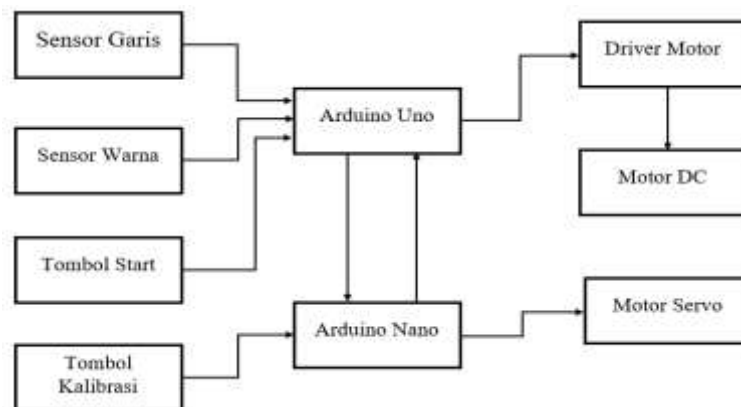 Sensor Garis
Driver Motor
Arduino Uno
Sensor Warna
Motor DC
Tombol Start
Motor Servo
Arduino Nano
Tombol
Kalibrasi